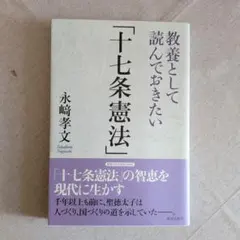 教養として
読んでおきたい
「十七条憲法」
永﨑孝文
「十七条憲法」の智恵を
現代に生かす
千年以上も前に、聖徳太子は
人づくり、国づくりの道を示していた―。